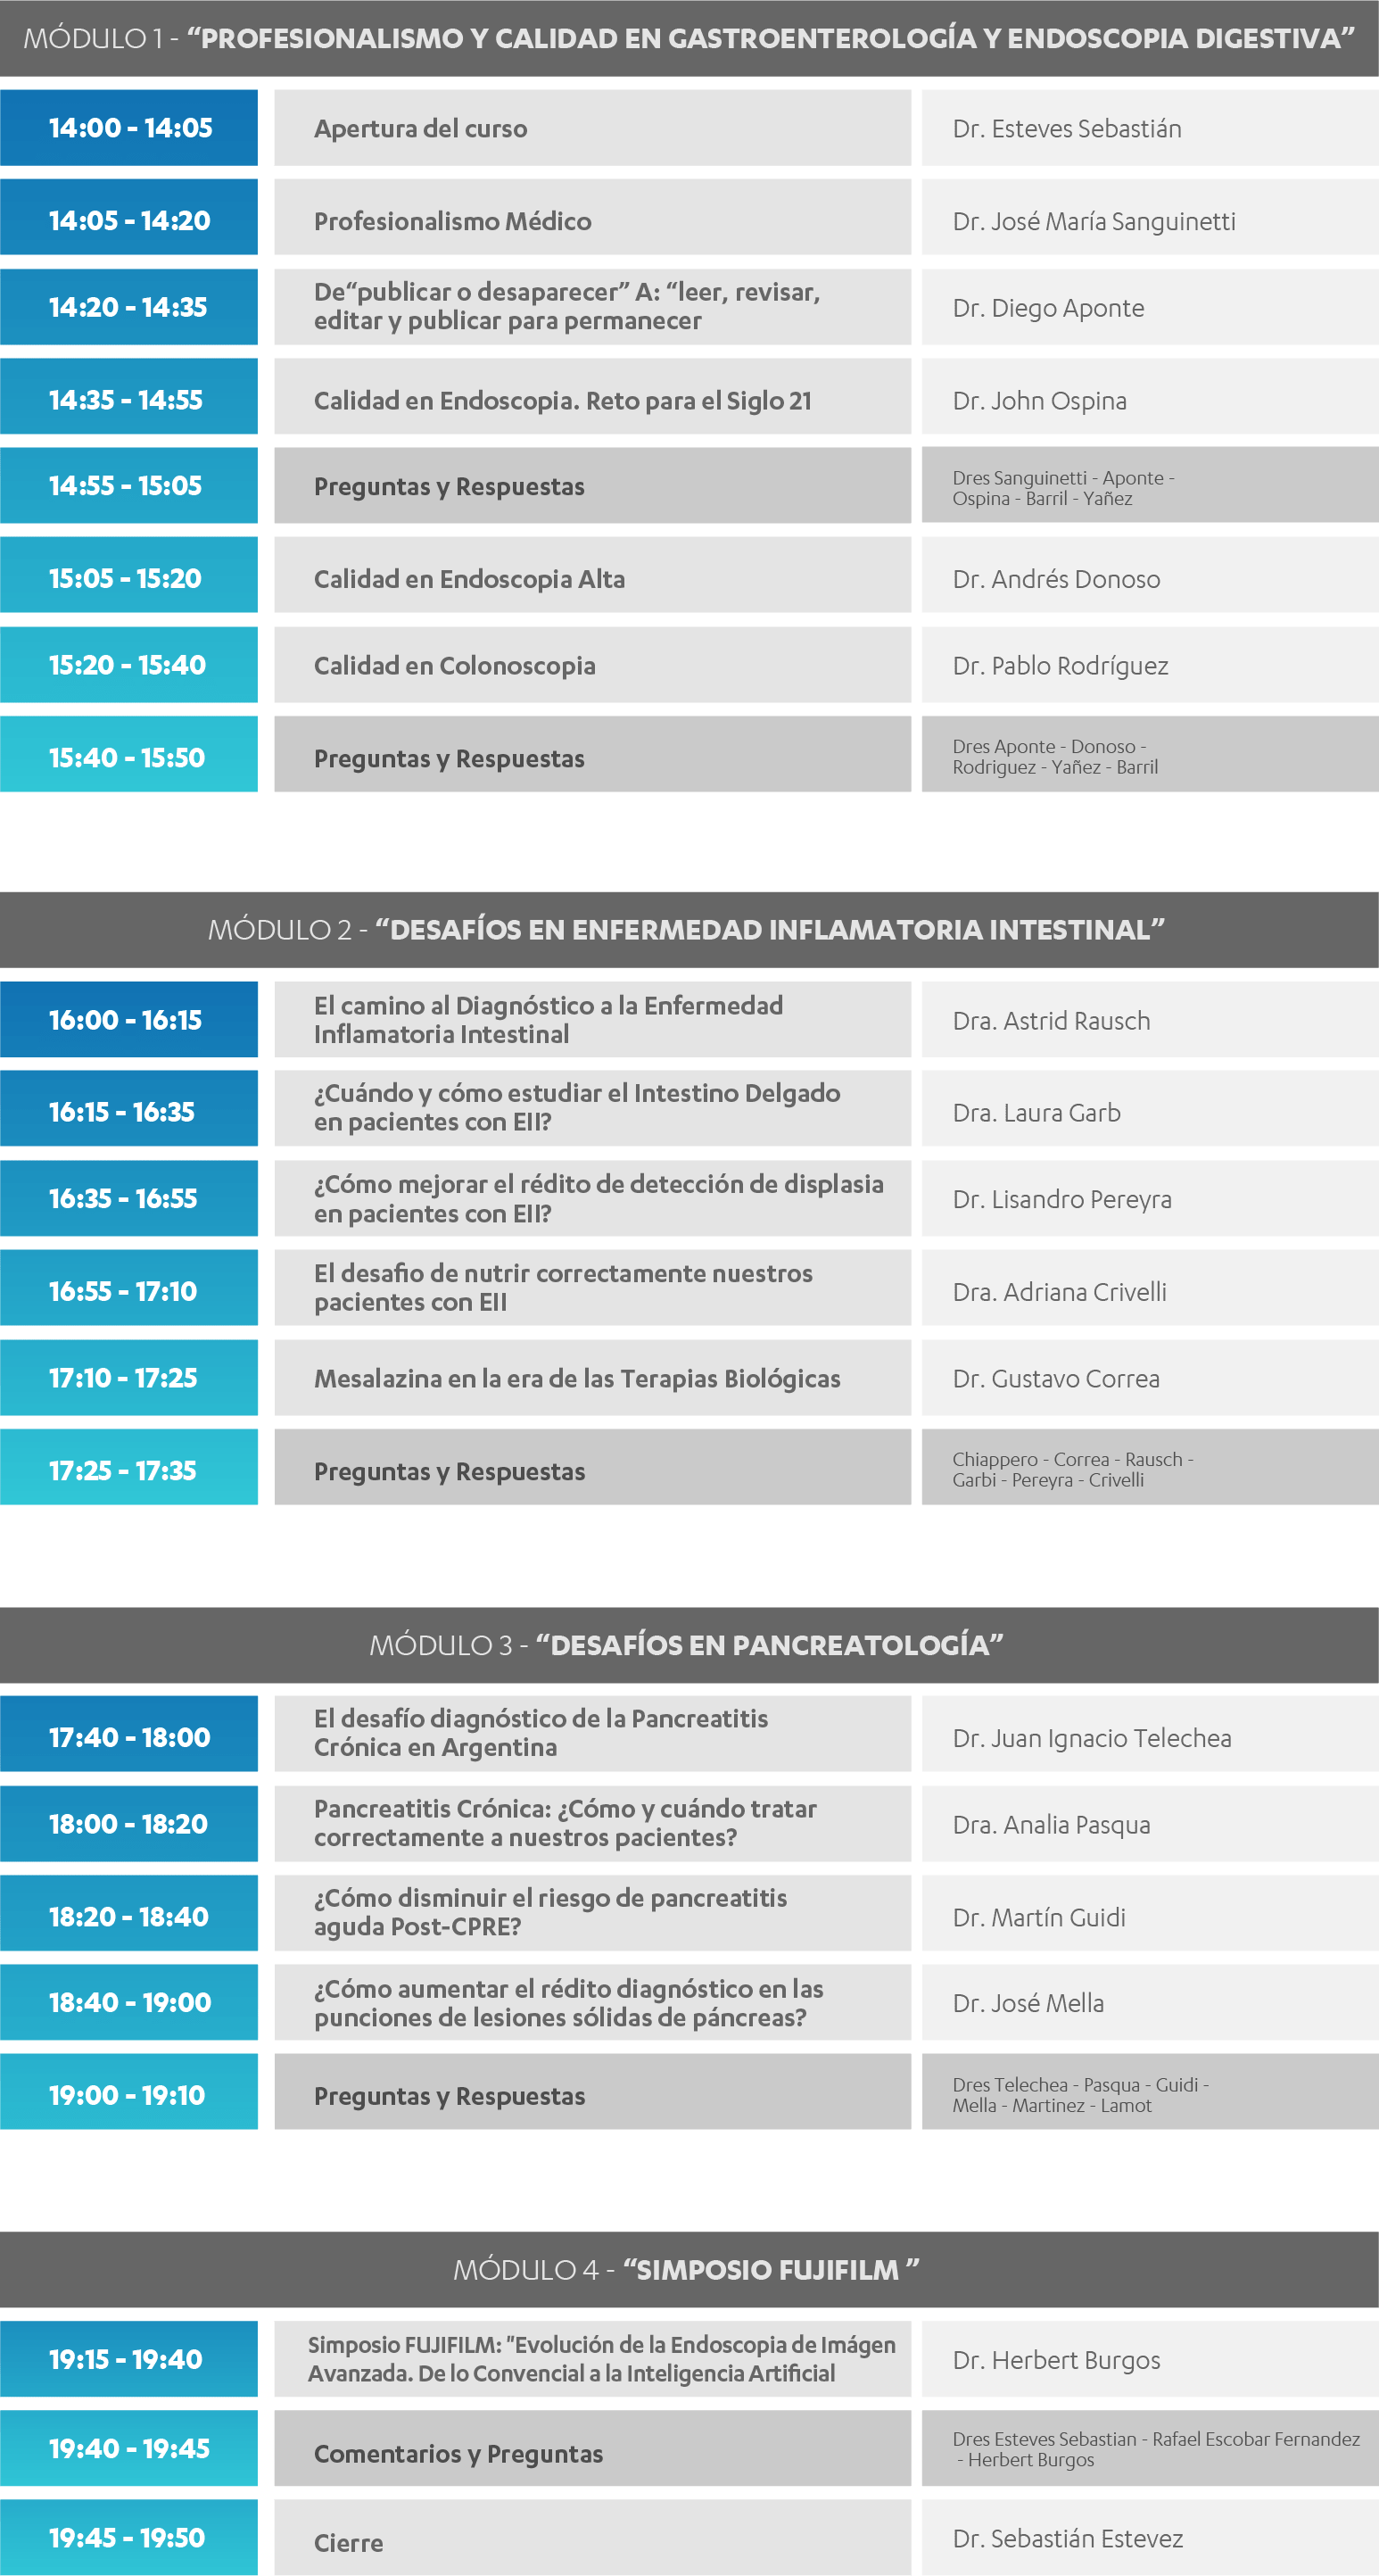 MÓDULO 1 - “PROFESIONALISMO Y CALIDAD EN GASTROENTEROLOGÍA Y ENDOSCOPIA DIGESTIVA”
14:00 - 14:05
Apertura del curso
Dr. Esteves Sebastián
14:05 - 14:20
Profesionalismo Médico
Dr. José María Sanguinetti
14:20 - 14:35
De“publicar o desaparecer” A: “leer, revisar,
editar y publicar para permanecer
Dr. Diego Aponte
14:35 - 14:55
Calidad en Endoscopia. Reto para el Siglo 21
Dr. John Ospina
14:55 - 15:05
Preguntas y Respuestas
Dres Sanguinetti - Aponte -
Ospina - Barril - Yañez
15:05 - 15:20
Calidad en Endoscopia Alta
Dr. Andrés Donoso
15:20 - 15:40
Calidad en Colonoscopia
Dr. Pablo Rodríguez
15:40 - 15:50
Preguntas y Respuestas
Dres Aponte - Donoso -
Rodriguez - Yañez - Barril
MÓDULO 2 - “DESAFÍOS EN ENFERMEDAD INFLAMATORIA INTESTINAL”
16:00 - 16:15
El camino al Diagnóstico a la Enfermedad
Inflamatoria Intestinal
Dra. Astrid Rausch
16:15 - 16:35
¿Cuándo y cómo estudiar el Intestino Delgado
en pacientes con EII?
Dra. Laura Garb
16:35 - 16:55
¿Cómo mejorar el rédito de detección de displasia
en pacientes con EII?
Dr. Lisandro Pereyra
16:55 - 17:10
El desafio de nutrir correctamente nuestros
pacientes con EII
Dra. Adriana Crivelli
17:10 - 17:25
Mesalazina en la era de las Terapias Biológicas
Dr. Gustavo Correa
17:25 - 17:35
Preguntas y Respuestas
Chiappero - Correa - Rausch -
Garbi - Pereyra - Crivelli
MÓDULO 3 - “DESAFÍOS EN PANCREATOLOGÍA”
17:40 - 18:00
El desafío diagnóstico de la Pancreatitis
Crónica en Argentina
Dr. Juan Ignacio Telechea
18:00 - 18:20
Pancreatitis Crónica: ¿Cómo y cuándo tratar
correctamente a nuestros pacientes?
Dra. Analia Pasqua
18:20 - 18:40
¿Cómo disminuir el riesgo de pancreatitis
aguda Post-CPRE?
Dr. Martín Guidi
18:40 - 19:00
¿Cómo aumentar el rédito diagnóstico en las
punciones de lesiones sólidas de páncreas?
Dr. José Mella
19:00 - 19:10
Preguntas y Respuestas
Dres Telechea - Pasqua - Guidi -
Mella - Martinez - Lamot
MÓDULO 4 - “SIMPOSIO FUJIFILM ”
19:15 - 19:40
Simposio FUJIFILM: "Evolución de la Endoscopia de Imágen
Avanzada. De lo Convencial a la Inteligencia Artificial
Dr. Herbert Burgos
19:40 - 19:45
Comentarios y Preguntas
Dres Esteves Sebastian - Rafael Escobar Fernandez
- Herbert Burgos
19:45 - 19:50
Cierre
Dr. Sebastián Estevez